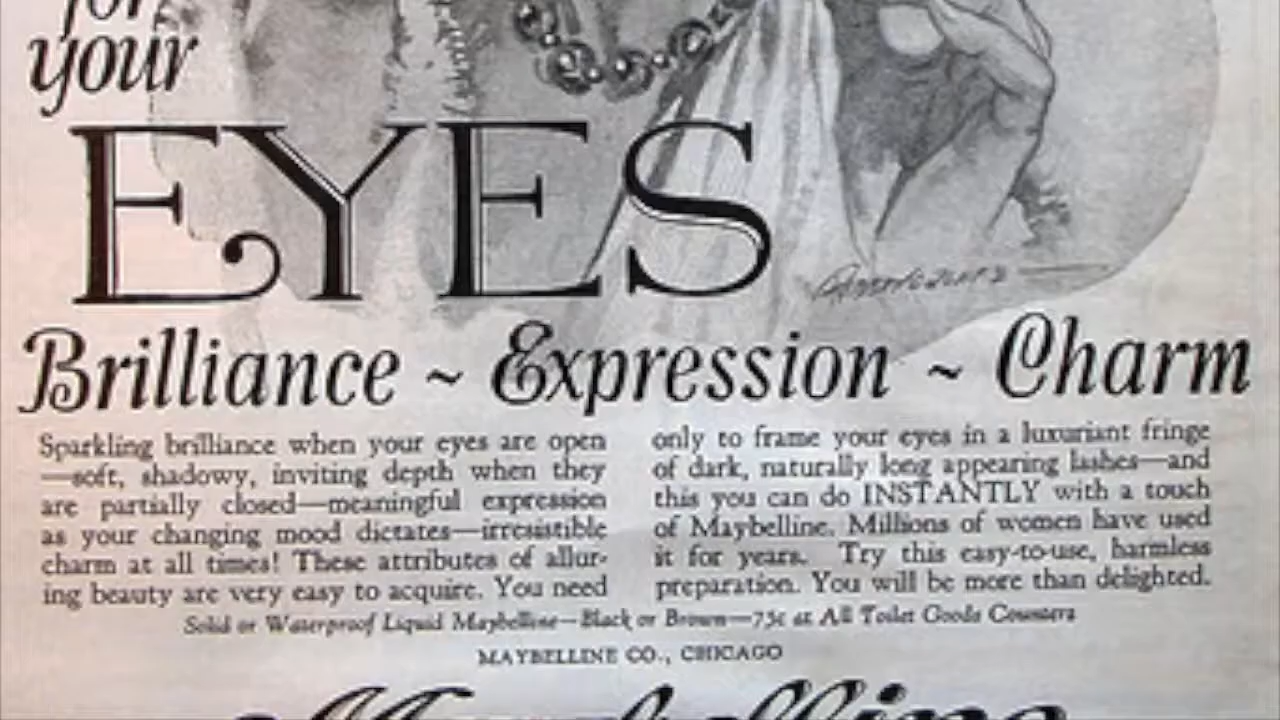 for
your
EYES
Brilliance ~ Expression ~ Charm
Sparkling brilliance when your eyes are open
—soft, shadowy, inviting depth when they
are partially closed—meaningful expression
as your changing mood dictates—irresistible
charm at all times! These attributes of allur-
ing beauty are very easy to acquire. You need
only to frame your eyes in a luxuriant fringe
of dark, naturally long appearing lashes—and
this you can do INSTANTLY with a touch
of Maybelline. Millions of women have used
it for years. Try this easy-to-use, harmless
preparation. You will be more than delighted.
Solid or Waterproof Liquid Maybelline—Black or Brown—75c at All Toilet Goods Counters
MAYBELLINE CO., CHICAGO
Maybelline